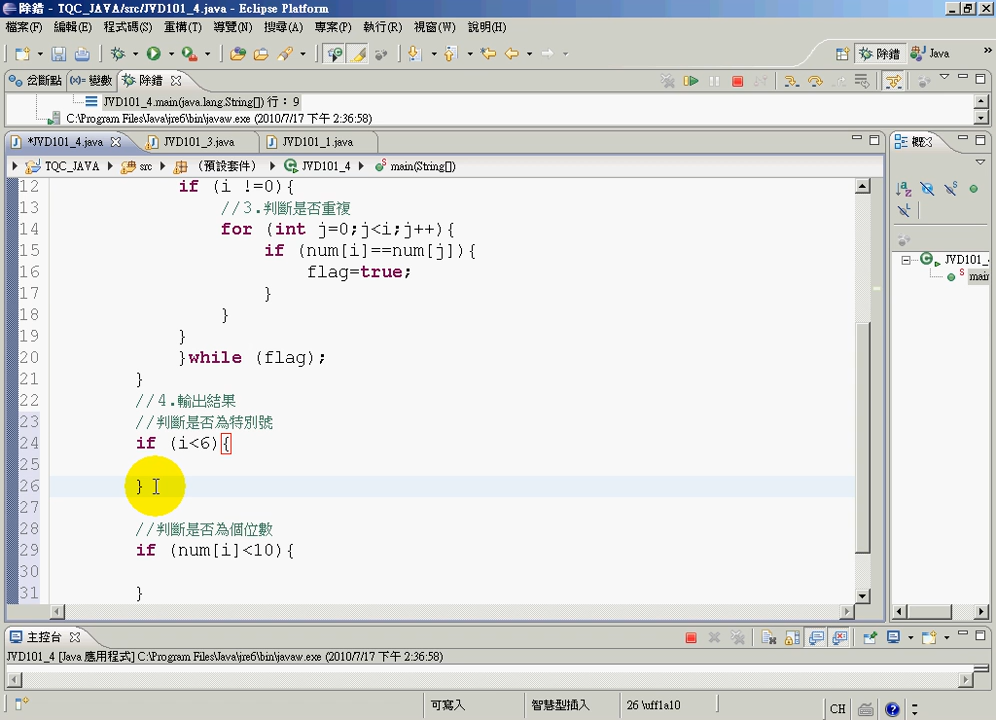 除錯 - TQC_JAVA/src/JVD101_4.java - Eclipse Platform
檔案(F) 編輯(E) 程式碼(S) 重構(T) 導覽(N) 搜尋(A) 專案(P) 執行(R) 視窗(W) 說明(H)
除錯 Java »
岔斷點 (x)= 變數 除錯
JVD101_4.main(java.lang.String[]) 行：9
C:\Program Files\Java\jre6\bin\javaw.exe (2010/7/17 下午 2:36:58)
*JVD101_4.java JVD101_3.java JVD101_1.java
TQC_JAVA src （預設套件） JVD101_4 main(String[])
JVD101_
main
12 if (i !=0){
13 //3.判斷是否重複
14 for (int j=0;j<i;j++){
15 if (num[i]==num[j]){
16 flag=true;
17 }
18 }
19 }
20 }while (flag);
21 }
22 //4.輸出結果
23 //判斷是否為特別號
24 if (i<6){
25
26 }
27
28 //判斷是否為個位數
29 if (num[i]<10){
30
31 }
主控台
JVD101_4 [Java 應用程式] C:\Program Files\Java\jre6\bin\javaw.exe (2010/7/17 下午 2:36:58)
可寫入 智慧型插入 26 \uff1a10 CH